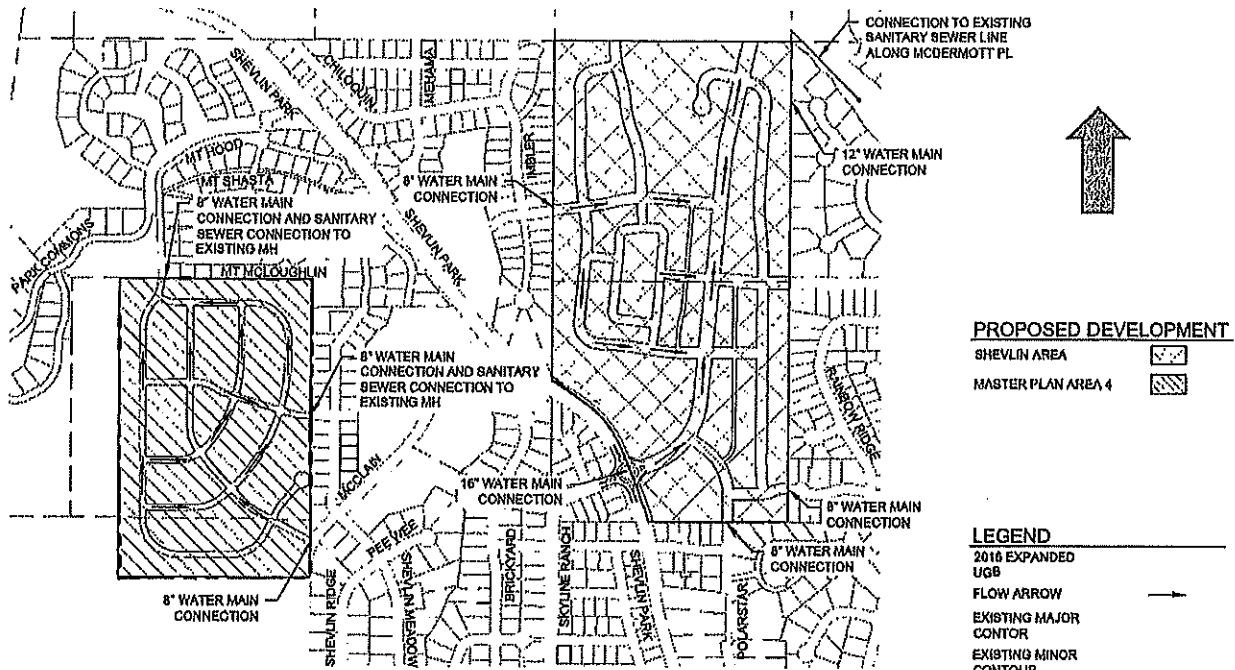 CONNECTION TO EXISTING
SANITARY SEWER LINE
ALONG MCDERMOTT PL
SHEVLIN PARK
CHILOQUIN
MEHAMA
IMBLER
MT HOOD
MT SHASTA
8" WATER MAIN
CONNECTION
12" WATER MAIN
CONNECTION
8" WATER MAIN
CONNECTION AND SANITARY
SEWER CONNECTION TO
EXISTING MH
SHEVLIN PARK
PARK COMMONS
MT MCLOUGHLIN
PROPOSED DEVELOPMENT
SHEVLIN AREA
MASTER PLAN AREA 4
8" WATER MAIN
CONNECTION AND SANITARY
SEWER CONNECTION TO
EXISTING MH
RAINBOW RIDGE
MCCLAIN
16" WATER MAIN
CONNECTION
8" WATER MAIN
CONNECTION
8" WATER MAIN
CONNECTION
PEE WEE
8" WATER MAIN
CONNECTION
SHEVLIN RIDGE
SHEVLIN MEADOW
BRICKYARD
SKYLINE RANCH
SHEVLIN PARK
POLARSTAR
LEGEND
2016 EXPANDED
UGB
FLOW ARROW
EXISTING MAJOR
CONTOR
EXISTING MINOR
CONTOUR